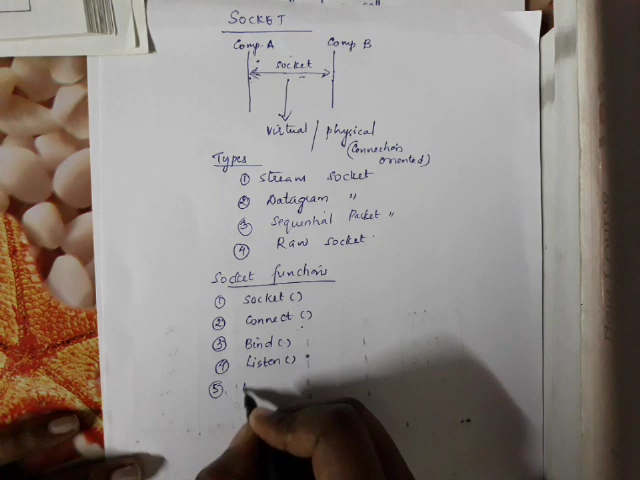 SOCKET
Comp. A Comp B
socket
virtual / physical
(Connection
oriented)
Types
① Stream Socket
② Datagram "
③ Sequential Packet "
④ Raw Socket
Socket functions
① Socket ()
② Connect ()
③ Bind ()
④ Listen ()
⑤